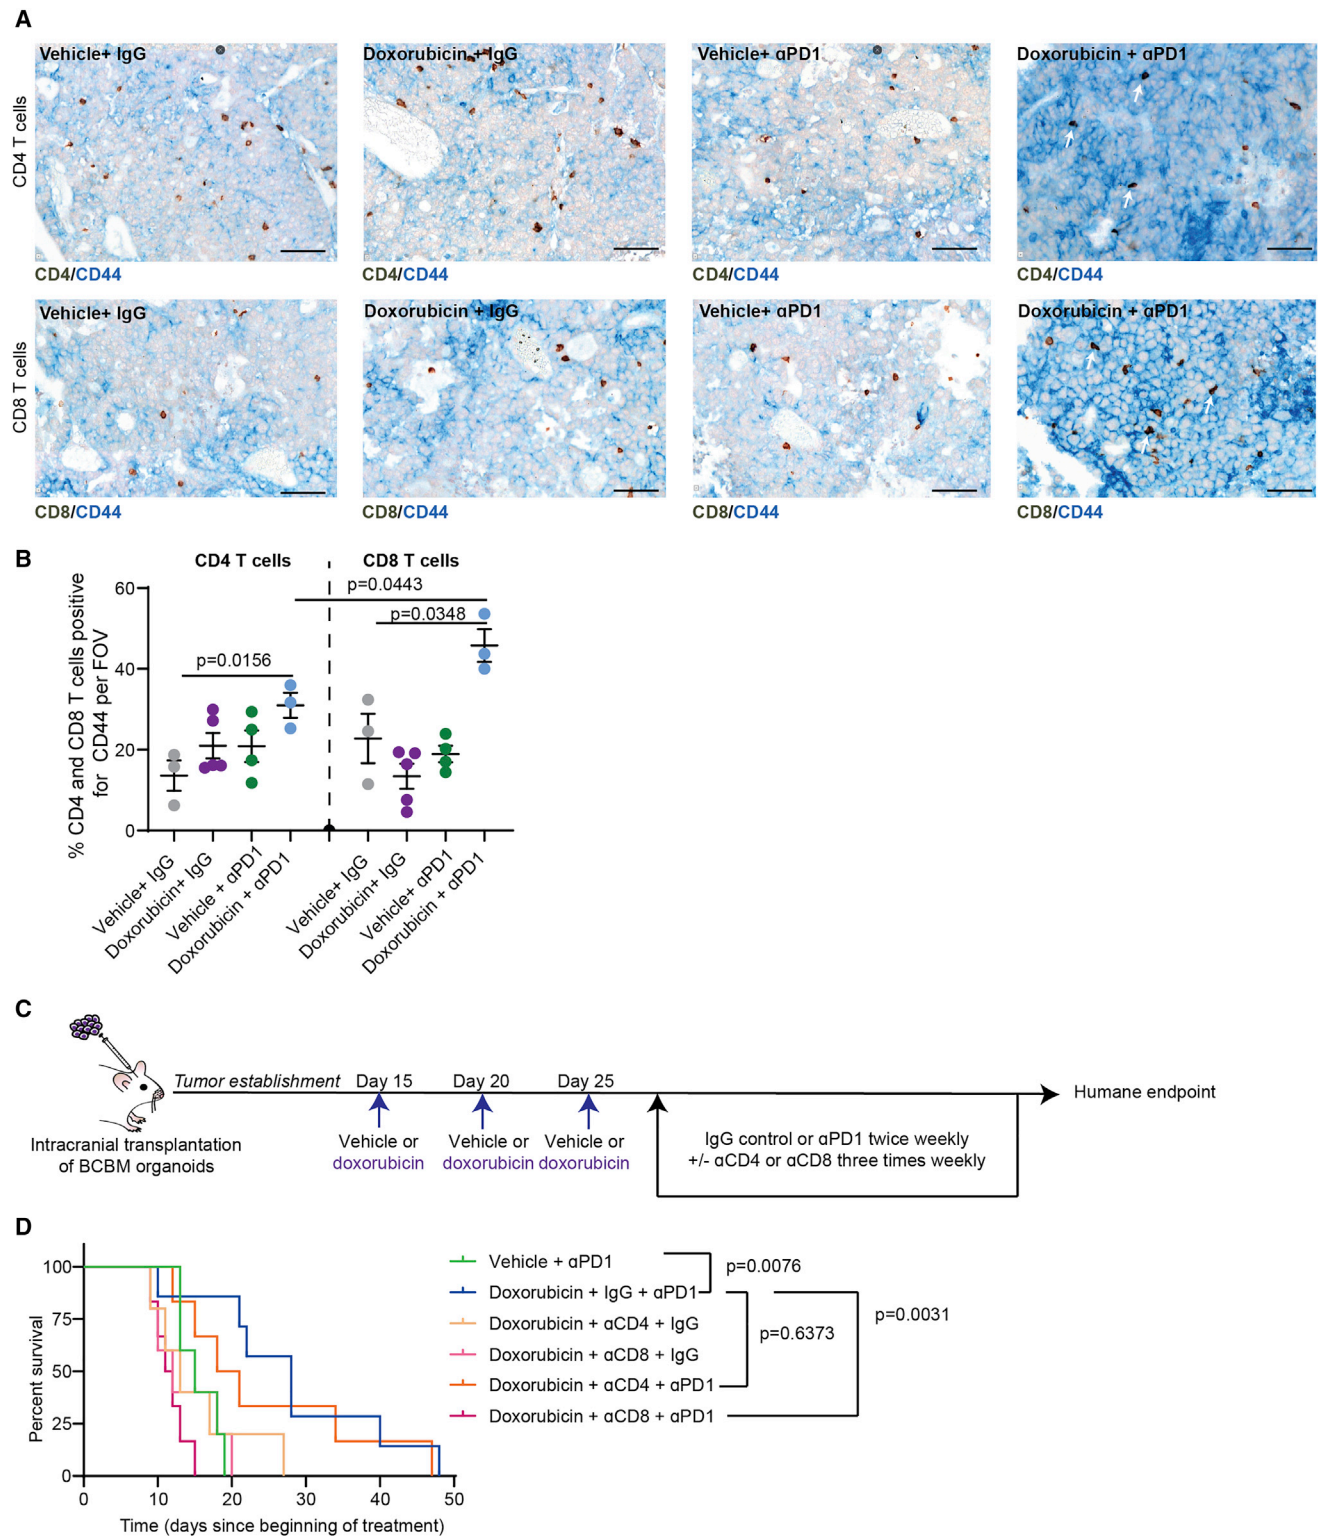 A
Vehicle+ IgG
Doxorubicin + IgG
Vehicle+ αPD1
Doxorubicin + αPD1
CD4 T cells
CD4/CD44
CD4/CD44
CD4/CD44
CD4/CD44
Vehicle+ IgG
Doxorubicin + IgG
Vehicle+ αPD1
Doxorubicin + αPD1
CD8 T cells
CD8/CD44
CD8/CD44
CD8/CD44
CD8/CD44
B
CD4 T cells
CD8 T cells
% CD4 and CD8 T cells positive
for CD44 per FOV
60
40
20
0
p=0.0443
p=0.0348
p=0.0156
Vehicle+ IgG
Doxorubicin+ IgG
Vehicle + αPD1
Doxorubicin + αPD1
Vehicle+ IgG
Doxorubicin+ IgG
Vehicle+ αPD1
Doxorubicin + αPD1
C
Tumor establishment
Day 15
Day 20
Day 25
Humane endpoint
Intracranial transplantation
of BCBM organoids
Vehicle or
doxorubicin
Vehicle or
doxorubicin
Vehicle or
doxorubicin
IgG control or αPD1 twice weekly
+/- αCD4 or αCD8 three times weekly
D
Percent survival
100
75
50
25
0
0
10
20
30
40
50
Time (days since beginning of treatment)
Vehicle + αPD1
Doxorubicin + IgG + αPD1
Doxorubicin + αCD4 + IgG
Doxorubicin + αCD8 + IgG
Doxorubicin + αCD4 + αPD1
Doxorubicin + αCD8 + αPD1
p=0.0076
p=0.6373
p=0.0031